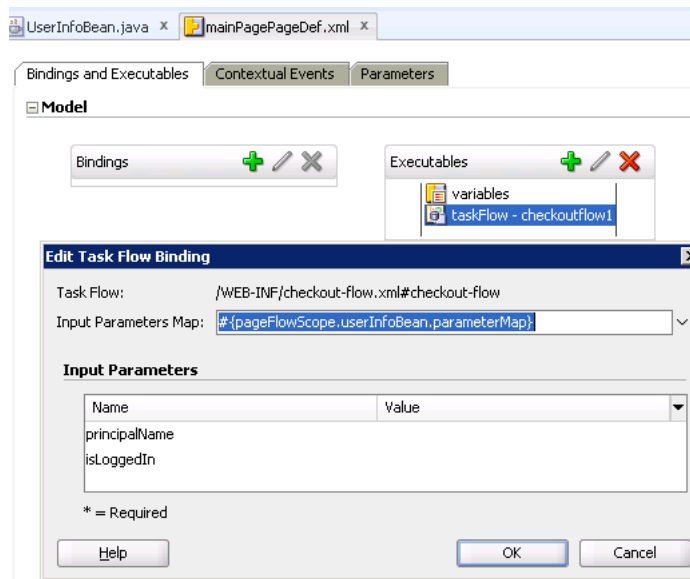 UserInfoBean.java x mainPagePageDef.xml x
Bindings and Executables Contextual Events Parameters
Model
Bindings Executables
variables
taskFlow - checkoutflow1
Edit Task Flow Binding
Task Flow: /WEB-INF/checkout-flow.xml#checkout-flow
Input Parameters Map: #{pageFlowScope.userInfoBean.parameterMap}
Input Parameters
Name Value
principalName
isLoggedIn
* = Required
Help OK Cancel